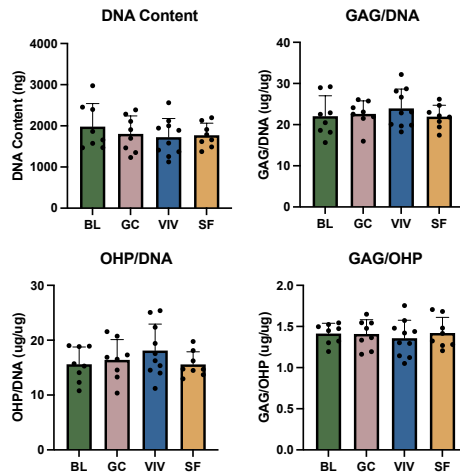 DNA Content
DNA Content (ng)
4000
3000
2000
1000
0
BL GC VIV SF
GAG/DNA
GAG/DNA (ug/ug)
40
30
20
10
0
BL GC VIV SF
OHP/DNA
OHP/DNA (ug/ug)
30
20
10
0
BL GC VIV SF
GAG/OHP
GAG/OHP (ug/ug)
2.0
1.5
1.0
0.5
0.0
BL GC VIV SF